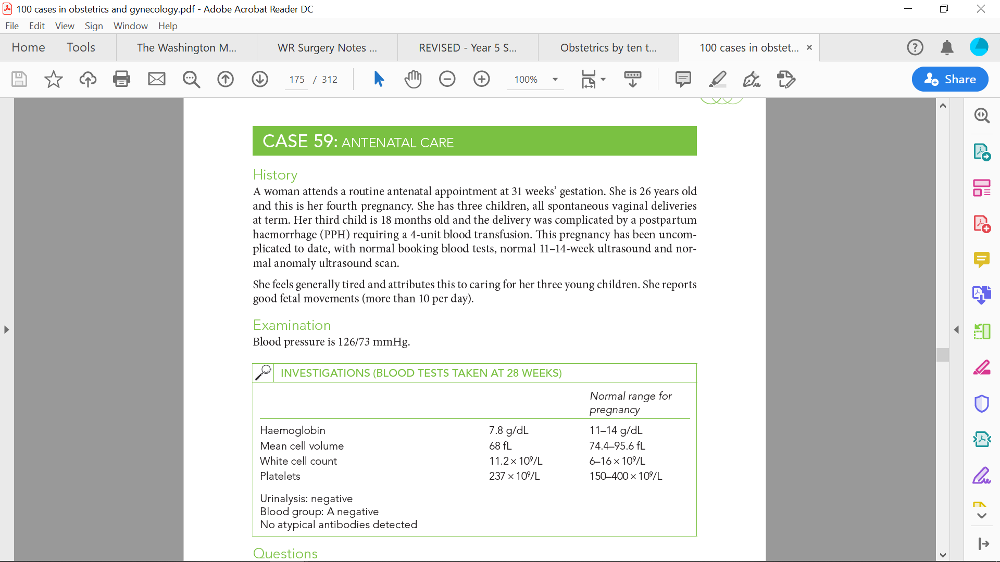 100 cases in obstetrics and gynecology.pdf - Adobe Acrobat Reader DC
File Edit View Sign Window Help
Home Tools The Washington M... WR Surgery Notes ... REVISED - Year 5 S... Obstetrics by ten t... 100 cases in obstet... ×
175 / 312 100% Share
CASE 59: ANTENATAL CARE
History
A woman attends a routine antenatal appointment at 31 weeks’ gestation. She is 26 years old
and this is her fourth pregnancy. She has three children, all spontaneous vaginal deliveries
at term. Her third child is 18 months old and the delivery was complicated by a postpartum
haemorrhage (PPH) requiring a 4-unit blood transfusion. This pregnancy has been uncom-
plicated to date, with normal booking blood tests, normal 11–14-week ultrasound and nor-
mal anomaly ultrasound scan.
She feels generally tired and attributes this to caring for her three young children. She reports
good fetal movements (more than 10 per day).
Examination
Blood pressure is 126/73 mmHg.
INVESTIGATIONS (BLOOD TESTS TAKEN AT 28 WEEKS)
Normal range for
pregnancy
Haemoglobin 7.8 g/dL 11–14 g/dL
Mean cell volume 68 fL 74.4–95.6 fL
White cell count 11.2 × 10⁹/L 6–16 × 10⁹/L
Platelets 237 × 10⁹/L 150–400 × 10⁹/L
Urinalysis: negative
Blood group: A negative
No atypical antibodies detected
Questions